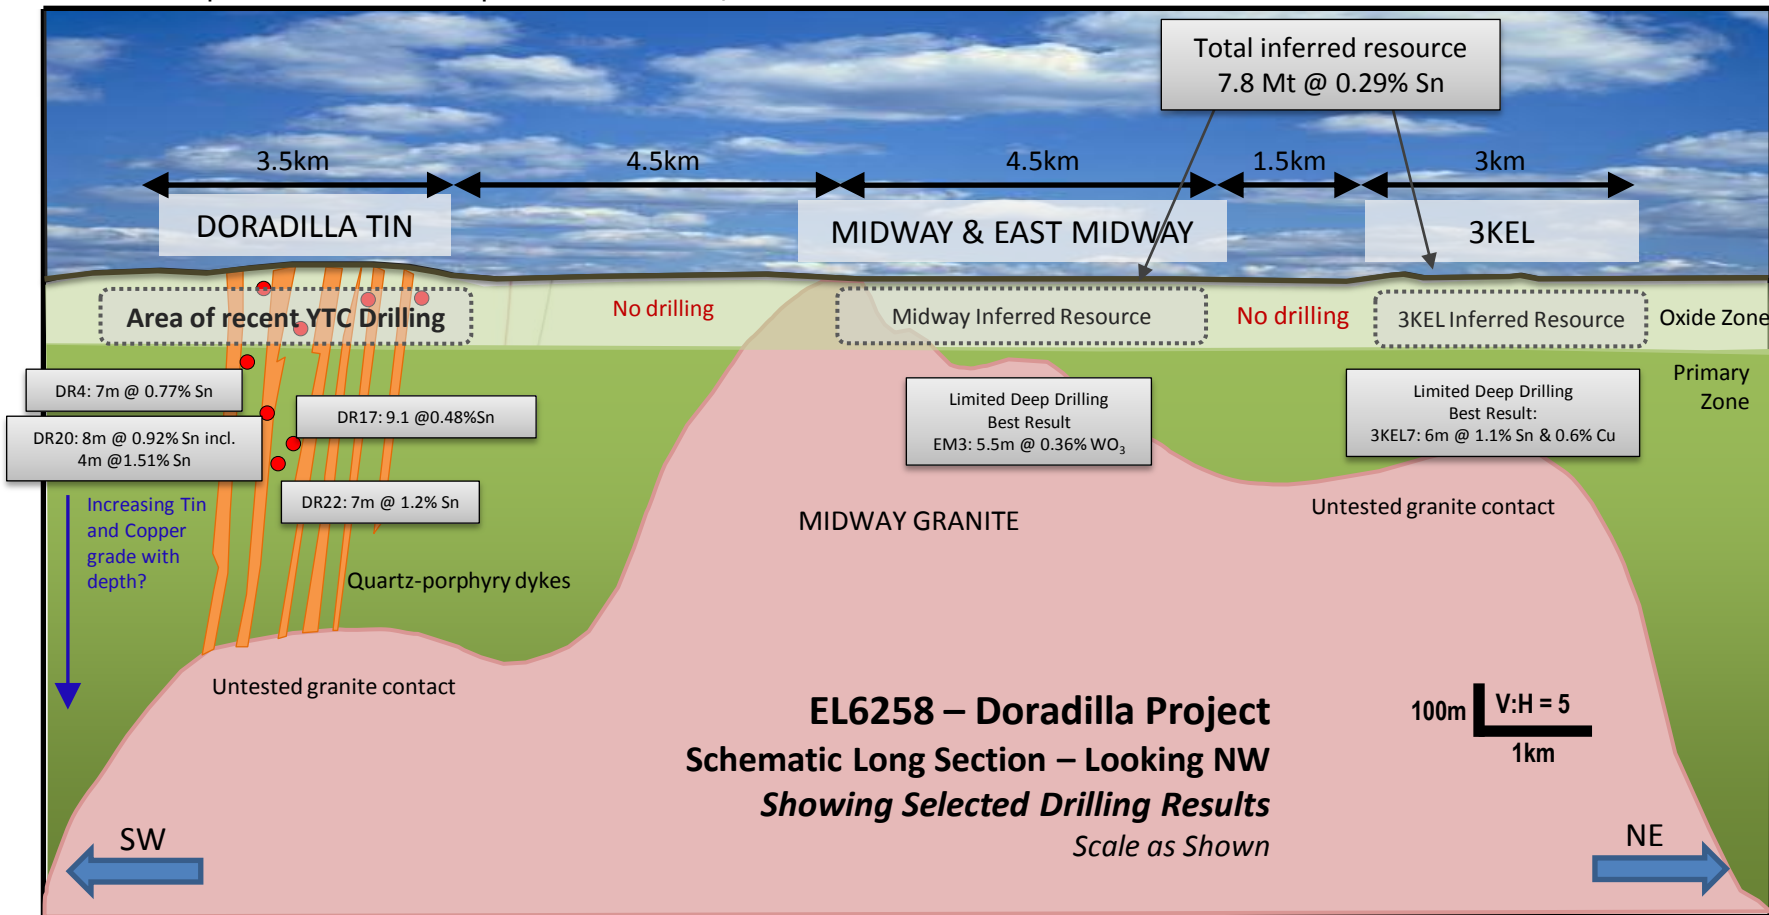 Total inferred resource
7.8 Mt @ 0.29% Sn
3.5km
4.5km
4.5km
1.5km
3km
DORADILLA TIN
MIDWAY & EAST MIDWAY
3KEL
Area of recent YTC Drilling
No drilling
Midway Inferred Resource
No drilling
3KEL Inferred Resource
Oxide Zone
Primary
Zone
DR4: 7m @ 0.77% Sn
DR20: 8m @ 0.92% Sn incl.
4m @1.51% Sn
DR17: 9.1 @0.48%Sn
DR22: 7m @ 1.2% Sn
Limited Deep Drilling
Best Result
EM3: 5.5m @ 0.36% WO₃
Limited Deep Drilling
Best Result:
3KEL7: 6m @ 1.1% Sn & 0.6% Cu
Increasing Tin
and Copper
grade with
depth?
Quartz-porphyry dykes
MIDWAY GRANITE
Untested granite contact
Untested granite contact
EL6258 – Doradilla Project
Schematic Long Section – Looking NW
Showing Selected Drilling Results
Scale as Shown
100m
V:H = 5
1km
SW
NE